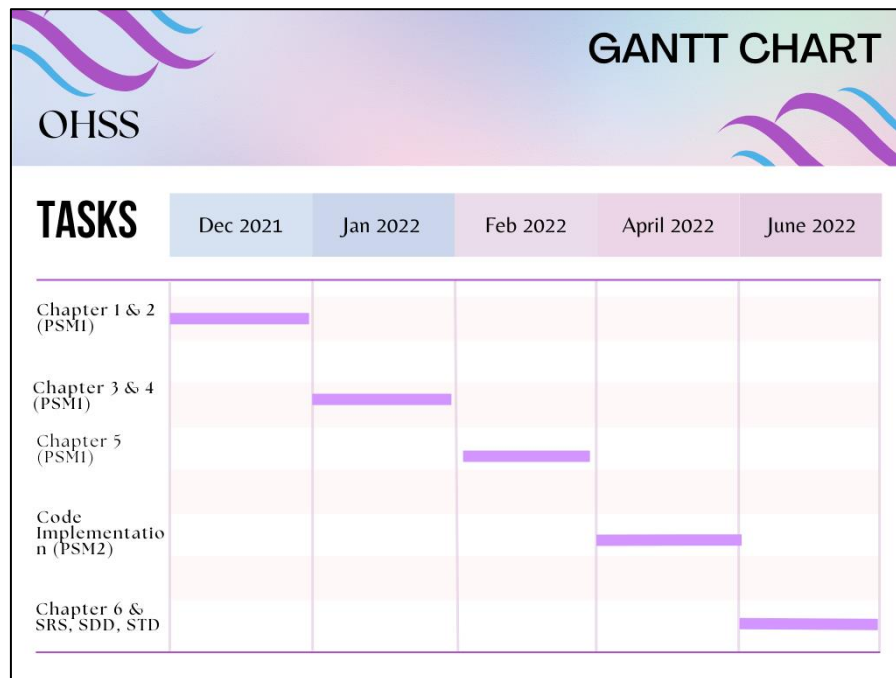 GANTT CHART
OHSS
TASKS
Dec 2021
Jan 2022
Feb 2022
April 2022
June 2022
Chapter 1 & 2
(PSM1)
Chapter 3 & 4
(PSM1)
Chapter 5
(PSM1)
Code
Implementatio
n (PSM2)
Chapter 6 &
SRS, SDD, STD